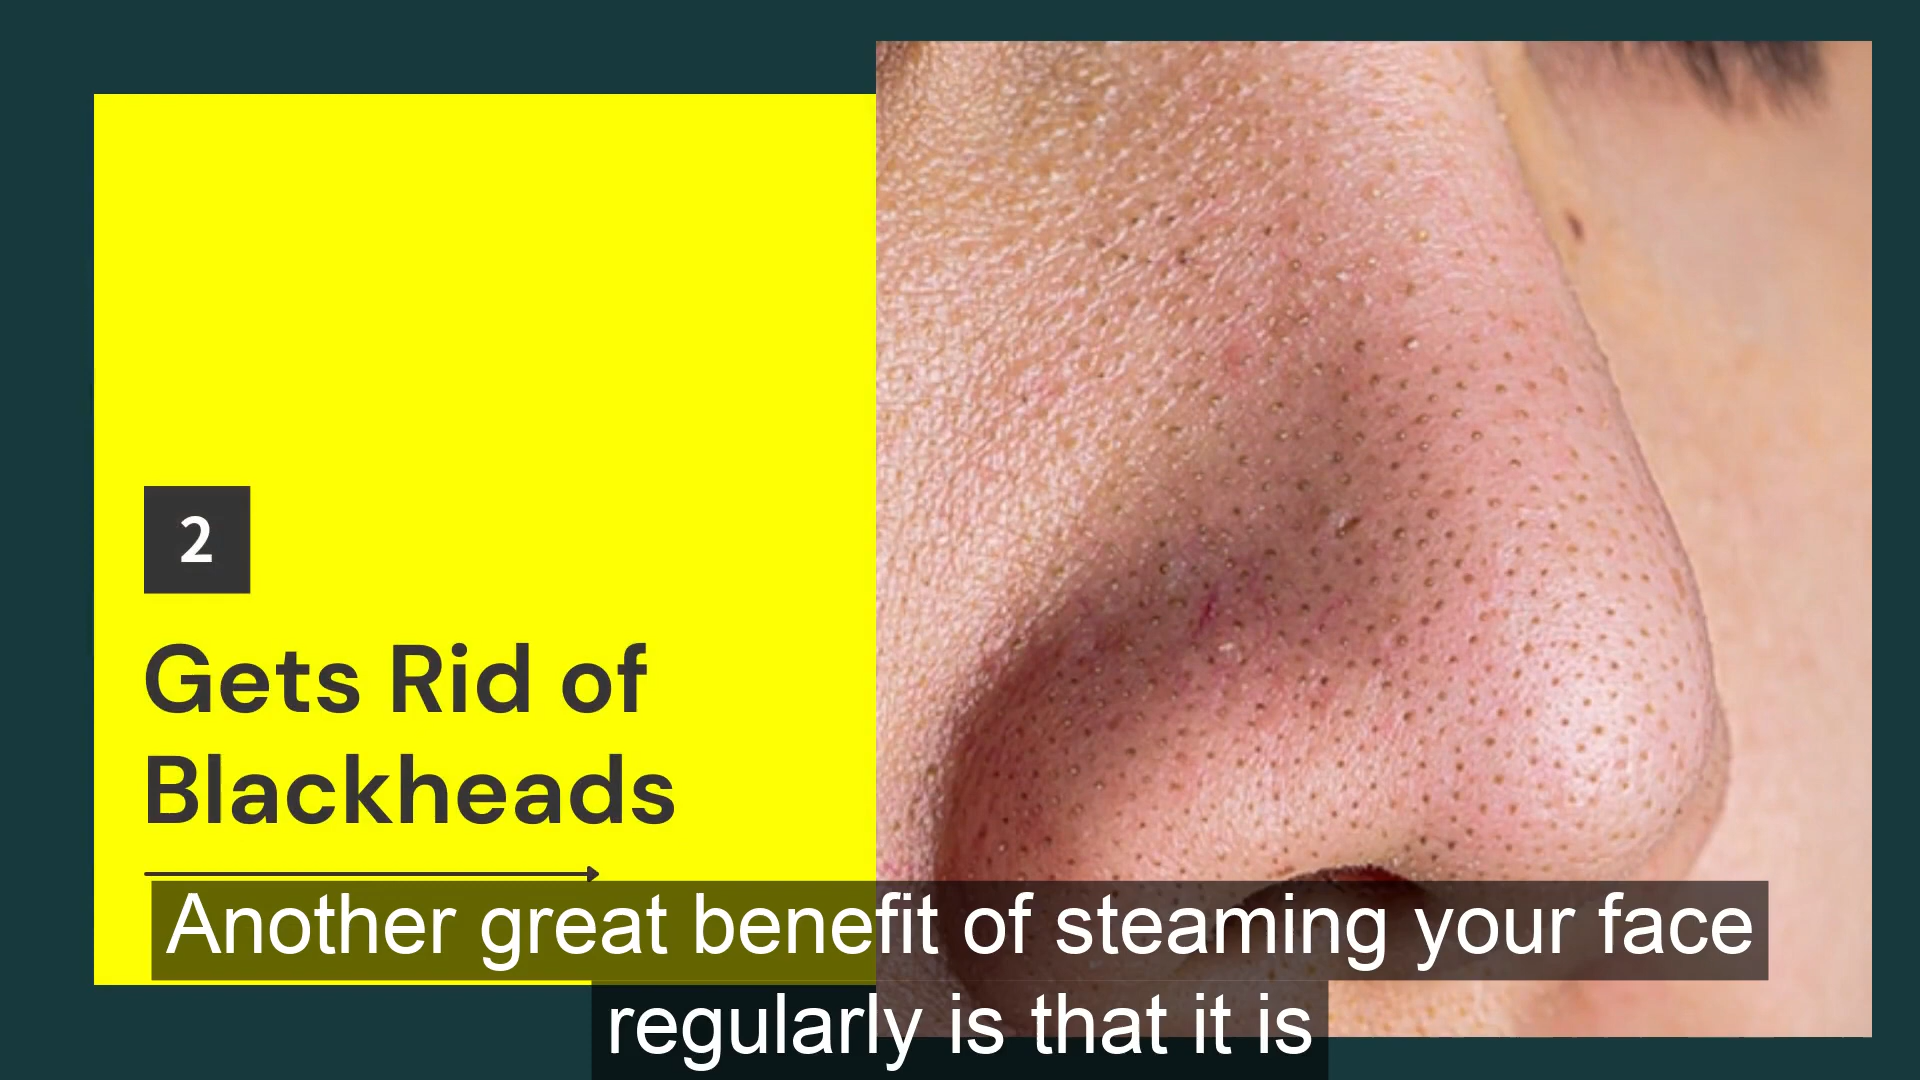 2
Gets Rid of
Blackheads
Another great benefit of steaming your face
regularly is that it is